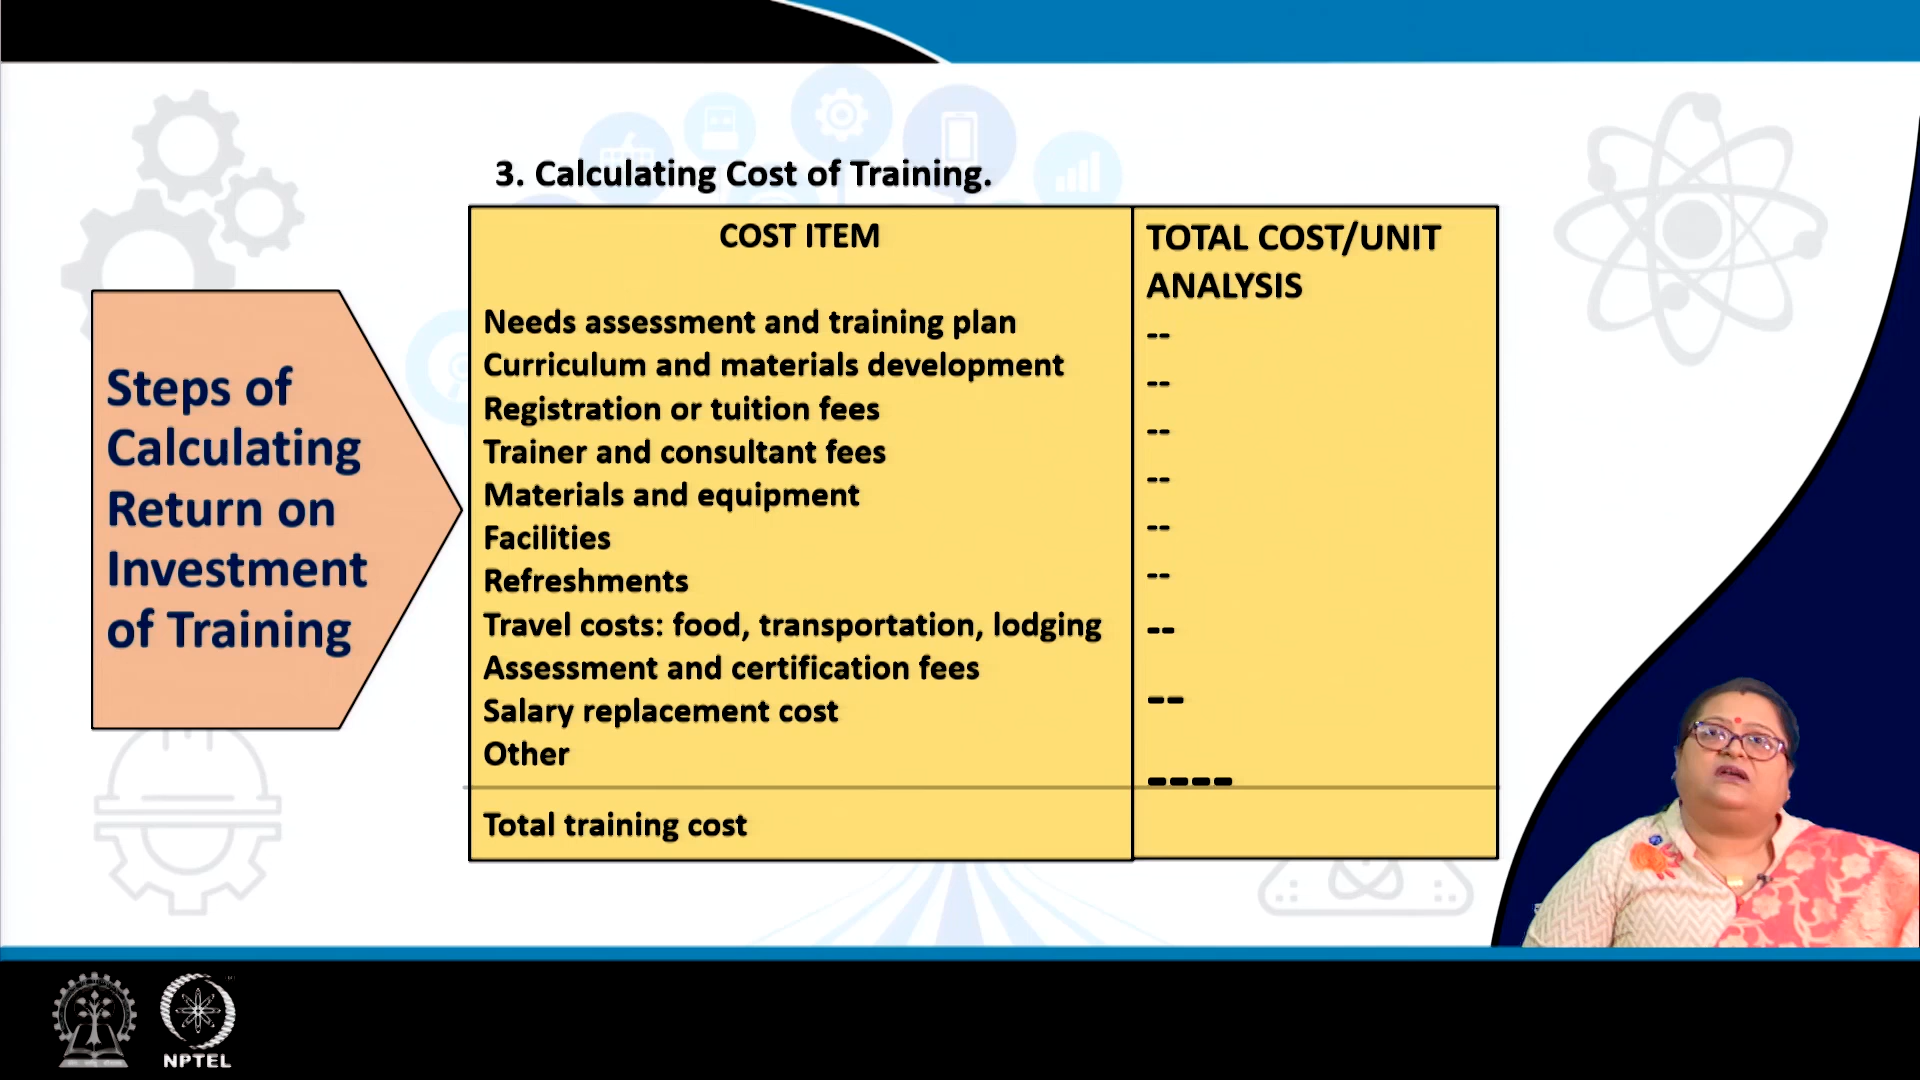 3. Calculating Cost of Training.
Steps of
Calculating
Return on
Investment
of Training
COST ITEM
Needs assessment and training plan
Curriculum and materials development
Registration or tuition fees
Trainer and consultant fees
Materials and equipment
Facilities
Refreshments
Travel costs: food, transportation, lodging
Assessment and certification fees
Salary replacement cost
Other
Total training cost
TOTAL COST/UNIT
ANALYSIS
--
--
--
--
--
--
--
--
----
NPTEL